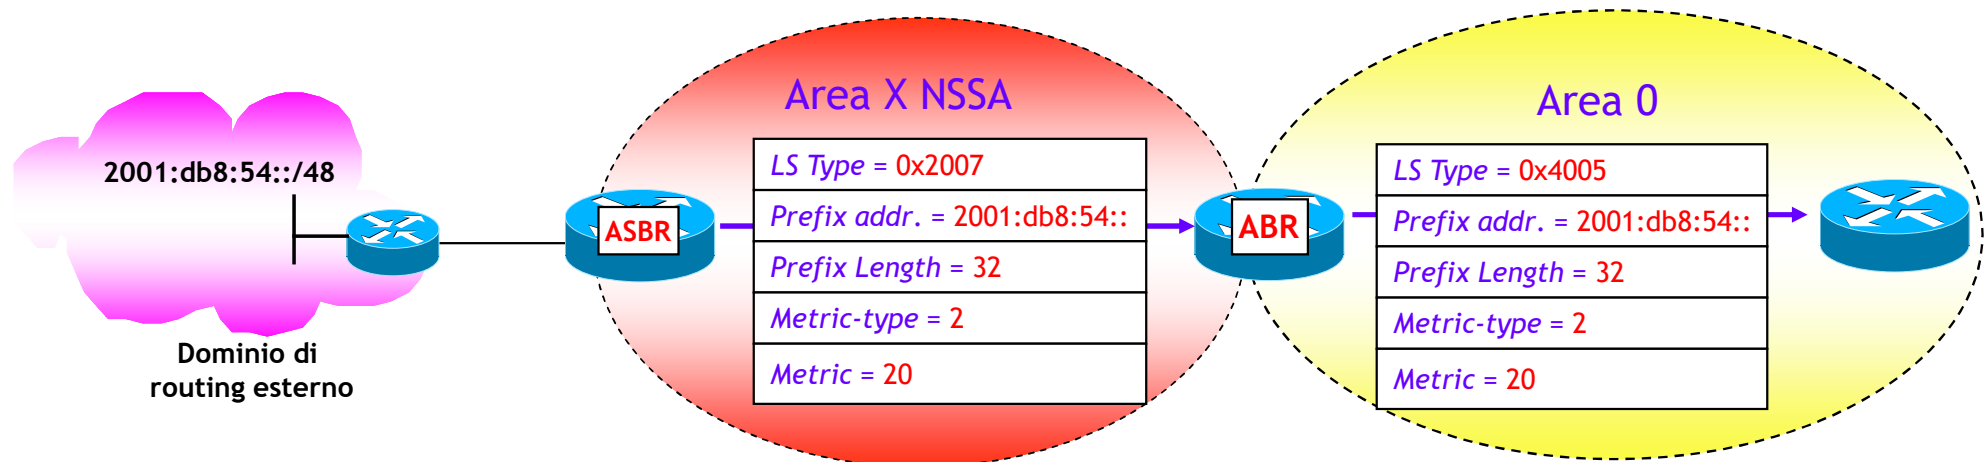 2001:db8:54::/48
Dominio di
routing esterno
ASBR
Area X NSSA
LS Type = 0x2007
Prefix addr. = 2001:db8:54::
Prefix Length = 32
Metric-type = 2
Metric = 20
ABR
Area 0
LS Type = 0x4005
Prefix addr. = 2001:db8:54::
Prefix Length = 32
Metric-type = 2
Metric = 20